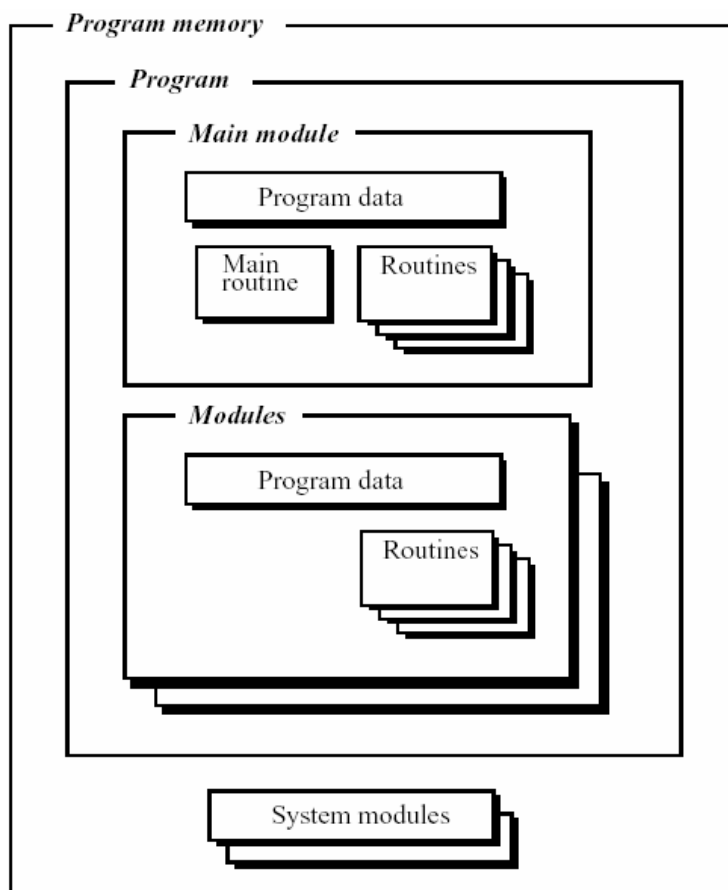 Program memory
Program
Main module
Program data
Main
routine
Routines
Modules
Program data
Routines
System modules